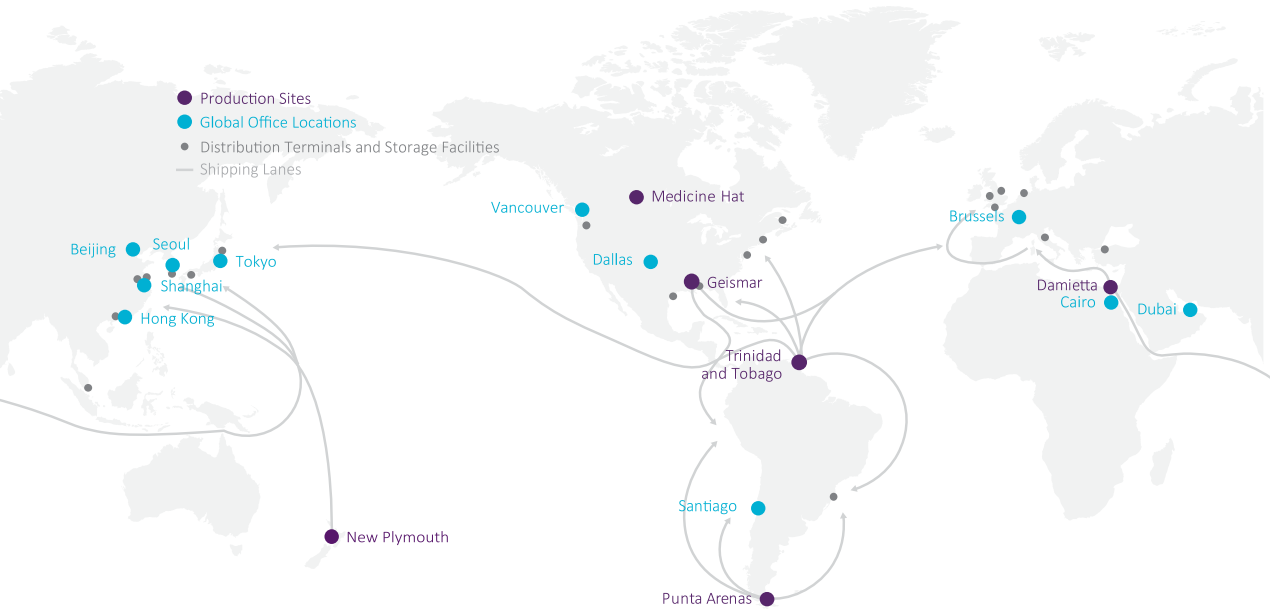 Production Sites
Global Office Locations
Distribution Terminals and Storage Facilities
Shipping Lanes
Medicine Hat
Vancouver
Brussels
Beijing
Seoul
Tokyo
Dallas
Geismar
Shanghai
Damietta
Cairo
Dubai
Hong Kong
Trinidad
and Tobago
Santiago
New Plymouth
Punta Arenas